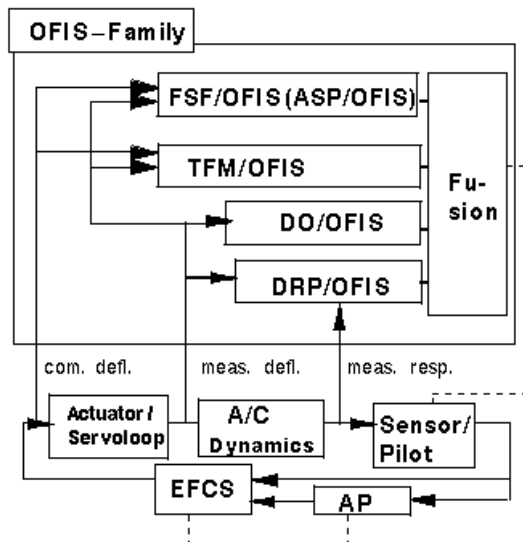 OFIS–Family
FSF/OFIS(ASP/OFIS)
TFM/OFIS
Fu-
sion
DO/OFIS
DRP/OFIS
com. defl.
meas. defl.
meas. resp.
Actuator/
Servoloop
A/C
Dynamics
Sensor/
Pilot
EFCS
AP